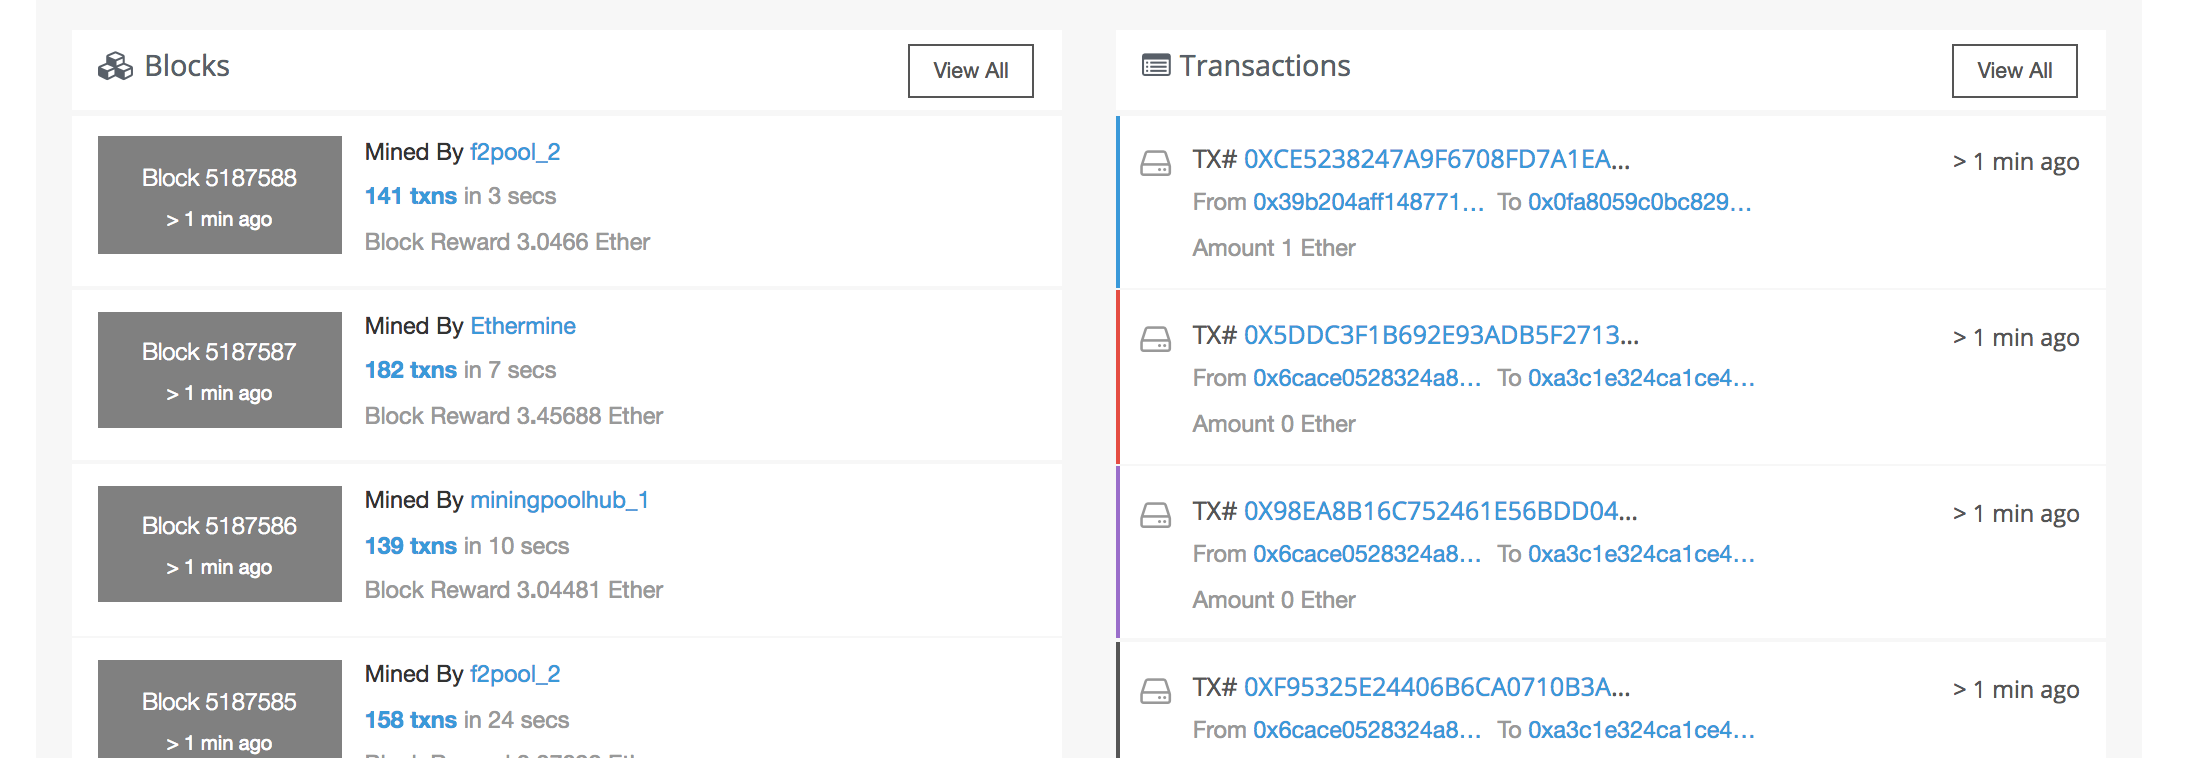 Blocks
View All
Block 5187588
> 1 min ago
Mined By f2pool_2
141 txns in 3 secs
Block Reward 3.0466 Ether
Block 5187587
> 1 min ago
Mined By Ethermine
182 txns in 7 secs
Block Reward 3.45688 Ether
Block 5187586
> 1 min ago
Mined By miningpoolhub_1
139 txns in 10 secs
Block Reward 3.04481 Ether
Block 5187585
> 1 min ago
Mined By f2pool_2
158 txns in 24 secs
Transactions
View All
TX# 0XCE5238247A9F6708FD7A1EA...
> 1 min ago
From 0x39b204aff148771... To 0x0fa8059c0bc829...
Amount 1 Ether
TX# 0X5DDC3F1B692E93ADB5F2713...
> 1 min ago
From 0x6cace0528324a8... To 0xa3c1e324ca1ce4...
Amount 0 Ether
TX# 0X98EA8B16C752461E56BDD04...
> 1 min ago
From 0x6cace0528324a8... To 0xa3c1e324ca1ce4...
Amount 0 Ether
TX# 0XF95325E24406B6CA0710B3A...
> 1 min ago
From 0x6cace0528324a8... To 0xa3c1e324ca1ce4...